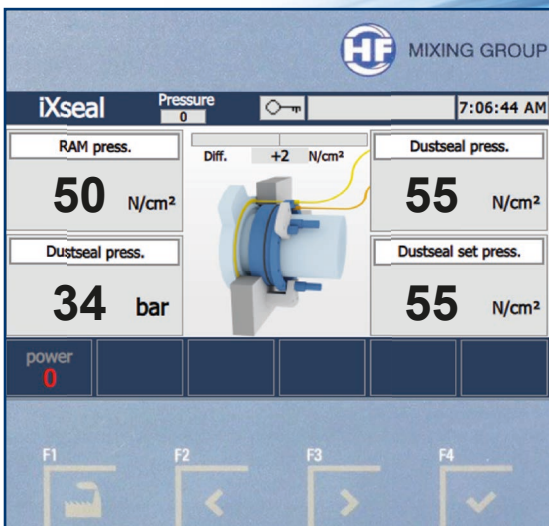 HF MIXING GROUP
iXseal
Pressure
0
7:06:44 AM
RAM press.
50 N/cm²
Diff. +2 N/cm²
Dustseal press.
55 N/cm²
Dustseal press.
34 bar
Dustseal set press.
55 N/cm²
power
0
F1 F2 F3 F4